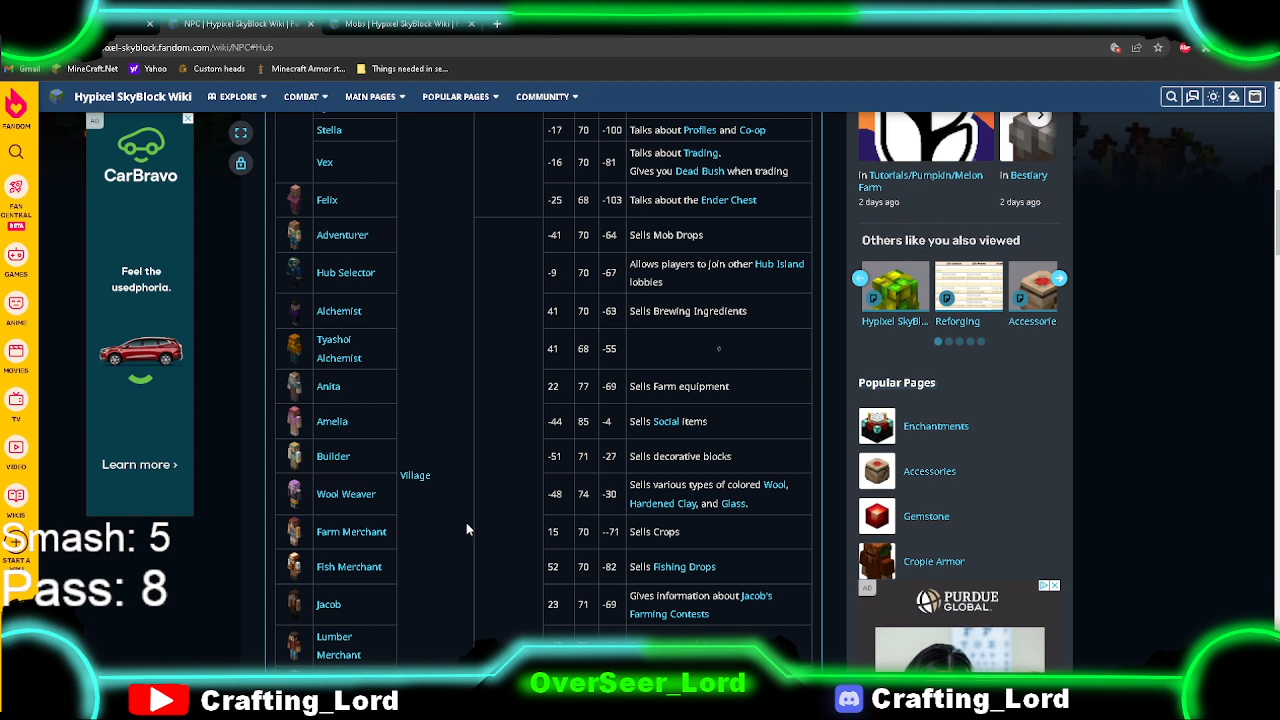 NPC | Hypixel SkyBlock Wiki | F
Mobs | Hypixel SkyBlock Wiki |
pixel-skyblock.fandom.com/wiki/NPC#Hub
Gmail
MineCraft.Net
Yahoo
Custom heads
Minecraft Armor st...
Things needed in se...
Hypixel SkyBlock Wiki
EXPLORE
COMBAT
MAIN PAGES
POPULAR PAGES
COMMUNITY
FANDOM
FAN CENTRAL
BETA
GAMES
ANIME
MOVIES
TV
VIDEO
WIKIS
START A
AD
CarBravo
Feel the
usedphoria.
Learn more >
Stella -17 70 -100 Talks about Profiles and Co-op
Vex -16 70 -81 Talks about Trading.
Gives you Dead Bush when trading
Felix -25 68 -103 Talks about the Ender Chest
Adventurer -41 70 -64 Sells Mob Drops
Hub Selector 70 -67 Allows players to join other Hub Island
lobbies
Alchemist 70 -63 Sells Brewing Ingredients
Tyashoi
Alchemist 41 68 -55
Anita 22 77 -69 Sells Farm equipment
Amelia -44 85 -4 Sells Social items
Builder -51 71 -27 Sells decorative blocks
Village
Wool Weaver -48 74 -30 Sells various types of colored Wool,
Hardened Clay, and Glass.
Farm Merchant 15 70 --71 Sells Crops
Fish Merchant 52 70 -82 Sells Fishing Drops
Jacob 23 71 -69 Gives information about Jacob's
Farming Contests
Lumber
Merchant
In Tutorials/Pumpkin/Melon
Farm
2 days ago
In Bestiary
2 days ago
Others like you also viewed
Hypixel SkyBl...
Reforging
Accessorie
Popular Pages
Enchantments
Accessories
Gemstone
Cropie Armor
AD
PURDUE
GLOBAL.
Smash: 5
Pass: 8
Crafting_Lord
OverSeer_Lord
Crafting_Lord